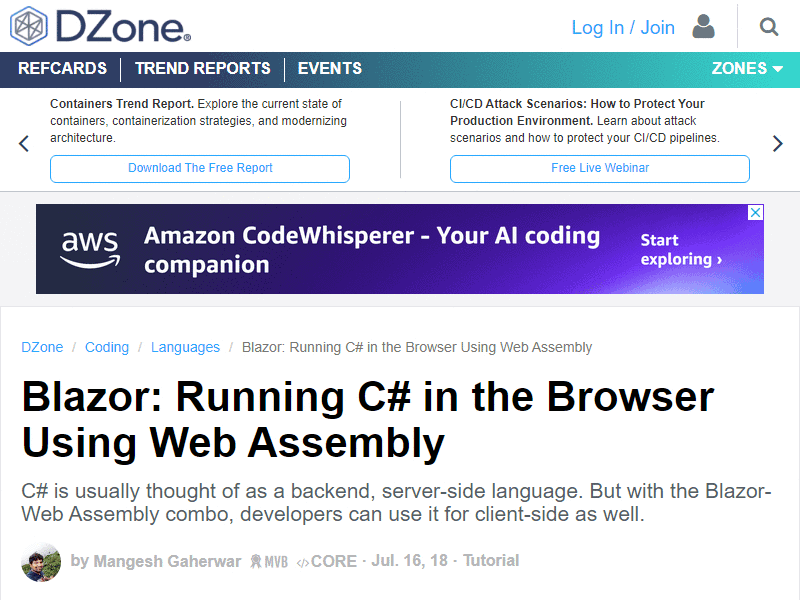 DZone®
Log In / Join
REFCARDS
TREND REPORTS
EVENTS
ZONES
Containers Trend Report. Explore the current state of
containers, containerization strategies, and modernizing
architecture.
Download The Free Report
CI/CD Attack Scenarios: How to Protect Your
Production Environment. Learn about attack
scenarios and how to protect your CI/CD pipelines.
Free Live Webinar
aws
Amazon CodeWhisperer - Your AI coding
companion
Start
exploring ›
DZone / Coding / Languages / Blazor: Running C# in the Browser Using Web Assembly
Blazor: Running C# in the Browser
Using Web Assembly
C# is usually thought of as a backend, server-side language. But with the Blazor-
Web Assembly combo, developers can use it for client-side as well.
by Mangesh Gaherwar MVB </>CORE · Jul. 16, 18 · Tutorial